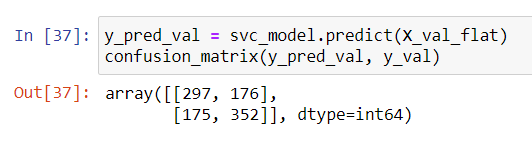 In [37]: y_pred_val = svc_model.predict(X_val_flat)
confusion_matrix(y_pred_val, y_val)
Out[37]: array([[297, 176],
[175, 352]], dtype=int64)